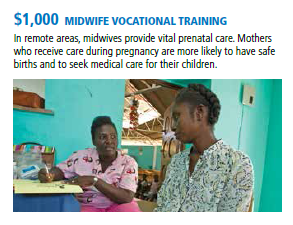 $1,000 MIDWIFE VOCATIONAL TRAINING
In remote areas, midwives provide vital prenatal care. Mothers
who receive care during pregnancy are more likely to have safe
births and to seek medical care for their children.